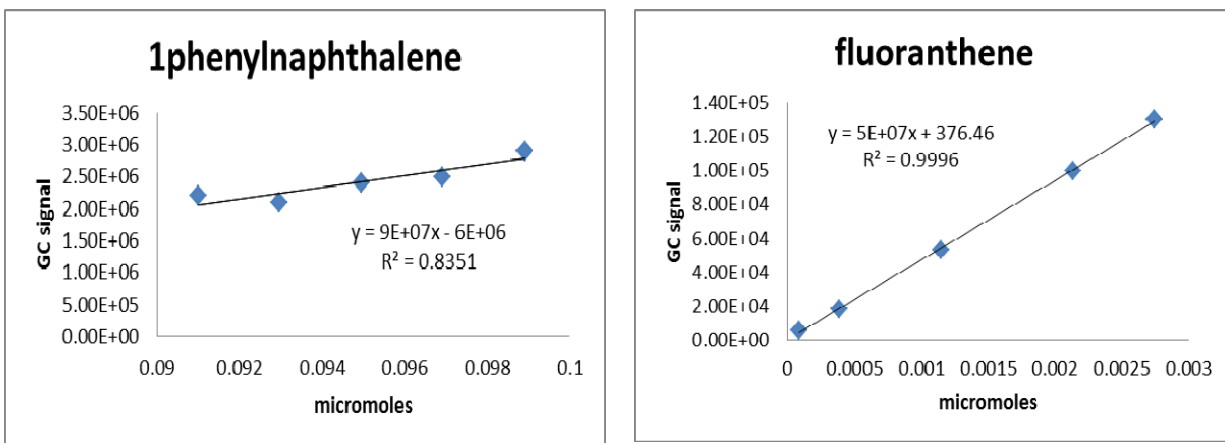 1phenylnaphthalene
3.50E+06
3.00E+06
2.50E+06
2.00E+06
1.50E+06
1.00E+06
5.00E+05
0.00E+00
GC signal
y = 9E+07x - 6E+06
R² = 0.8351
0.09 0.092 0.094 0.096 0.098 0.1
micromoles
fluoranthene
1.40E+05
1.20E+05
1.00E+05
8.00E+04
6.00E+04
4.00E+04
2.00E+04
0.00E+00
GC signal
y = 5E+07x + 376.46
R² = 0.9996
0 0.0005 0.001 0.0015 0.002 0.0025 0.003
micromoles